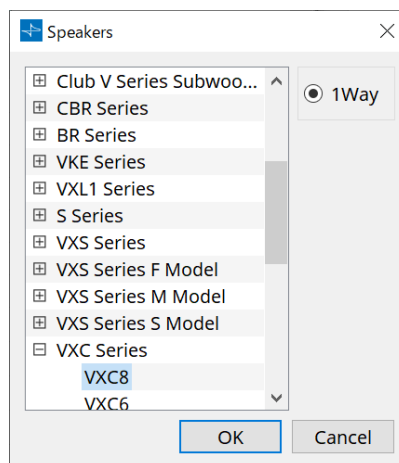 Speakers
Club V Series Subwoo...
1Way
CBR Series
BR Series
VKE Series
VXL1 Series
S Series
VXS Series
VXS Series F Model
VXS Series M Model
VXS Series S Model
VXC Series
VXC8
VXC6
OK
Cancel